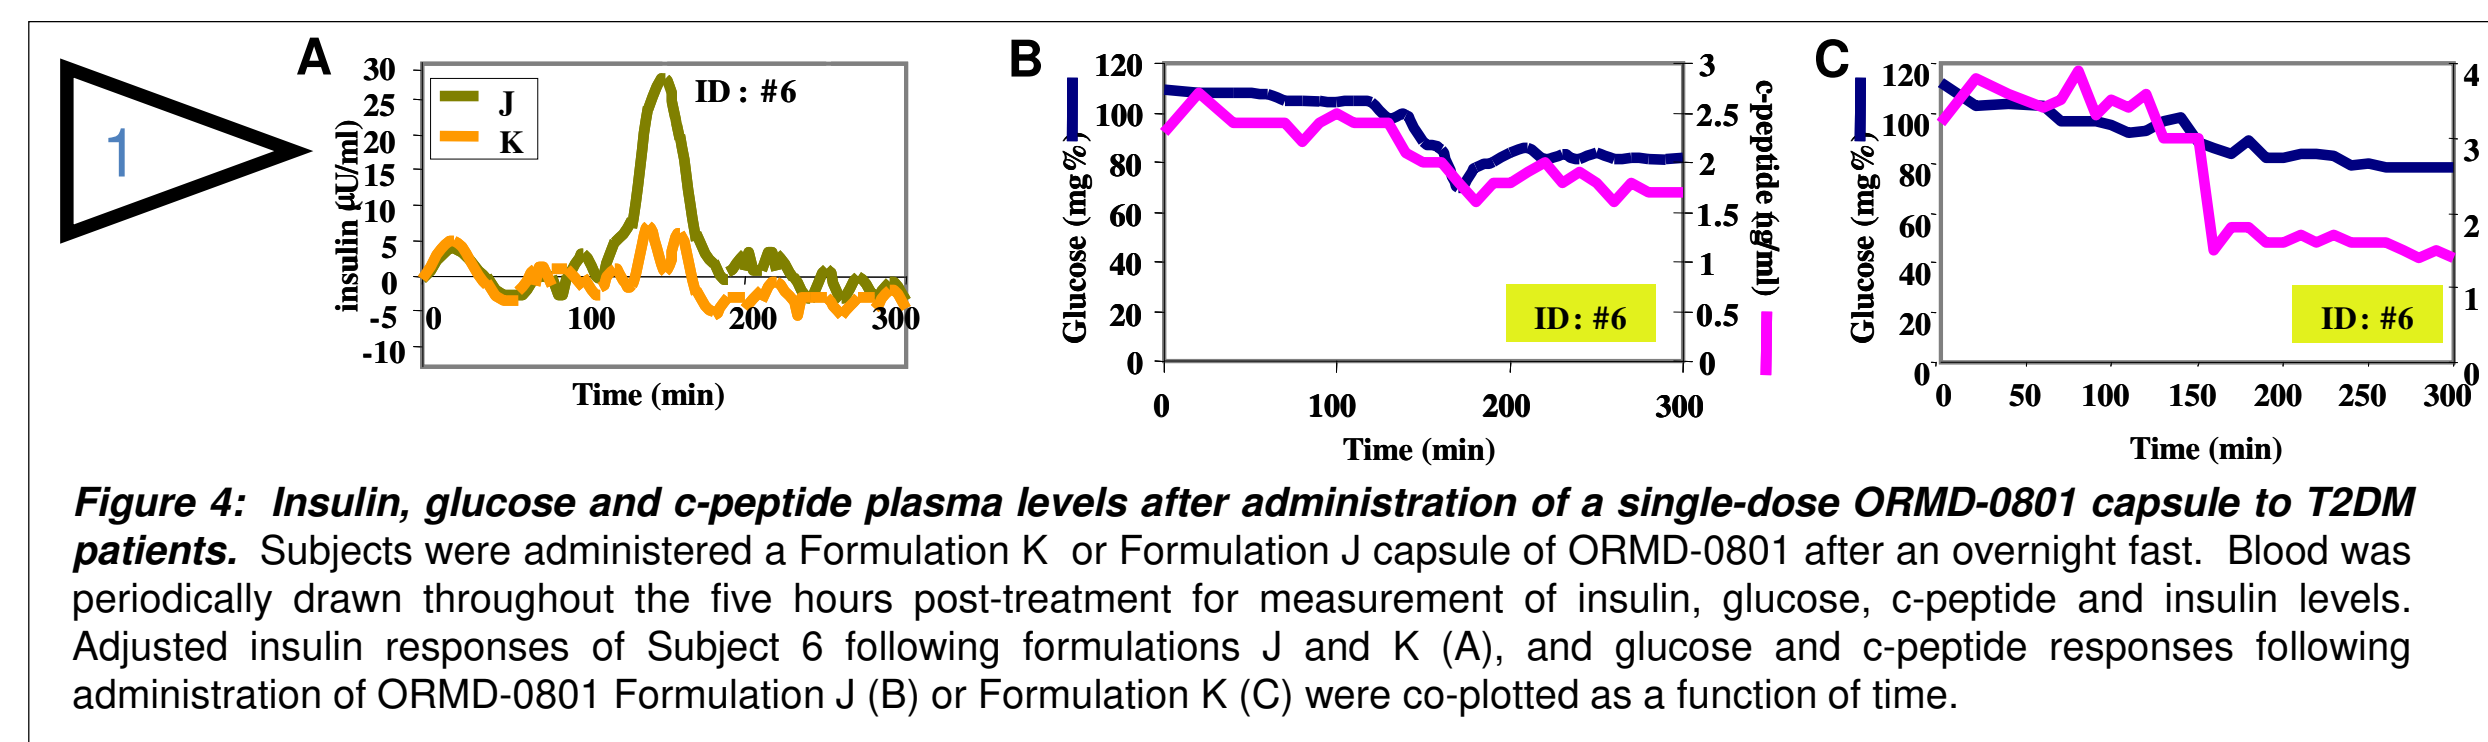 1
A
30
25
20
15
10
5
0
-5
-10
insulin (µU/ml)
J
K
ID : #6
0 100 200 300
Time (min)
B
120
100
80
60
40
20
0
Glucose (mg%)
3
2.5
2
1.5
1
0.5
0
c-peptide ng/ml)
ID: #6
0 100 200 300
Time (min)
C
120
100
80
60
40
20
0
Glucose (mg%)
4
3
2
1
0
ID: #6
0 50 100 150 200 250 300
Time (min)
Figure 4: Insulin, glucose and c-peptide plasma levels after administration of a single-dose ORMD-0801 capsule to T2DM
patients. Subjects were administered a Formulation K or Formulation J capsule of ORMD-0801 after an overnight fast. Blood was
periodically drawn throughout the five hours post-treatment for measurement of insulin, glucose, c-peptide and insulin levels.
Adjusted insulin responses of Subject 6 following formulations J and K (A), and glucose and c-peptide responses following
administration of ORMD-0801 Formulation J (B) or Formulation K (C) were co-plotted as a function of time.